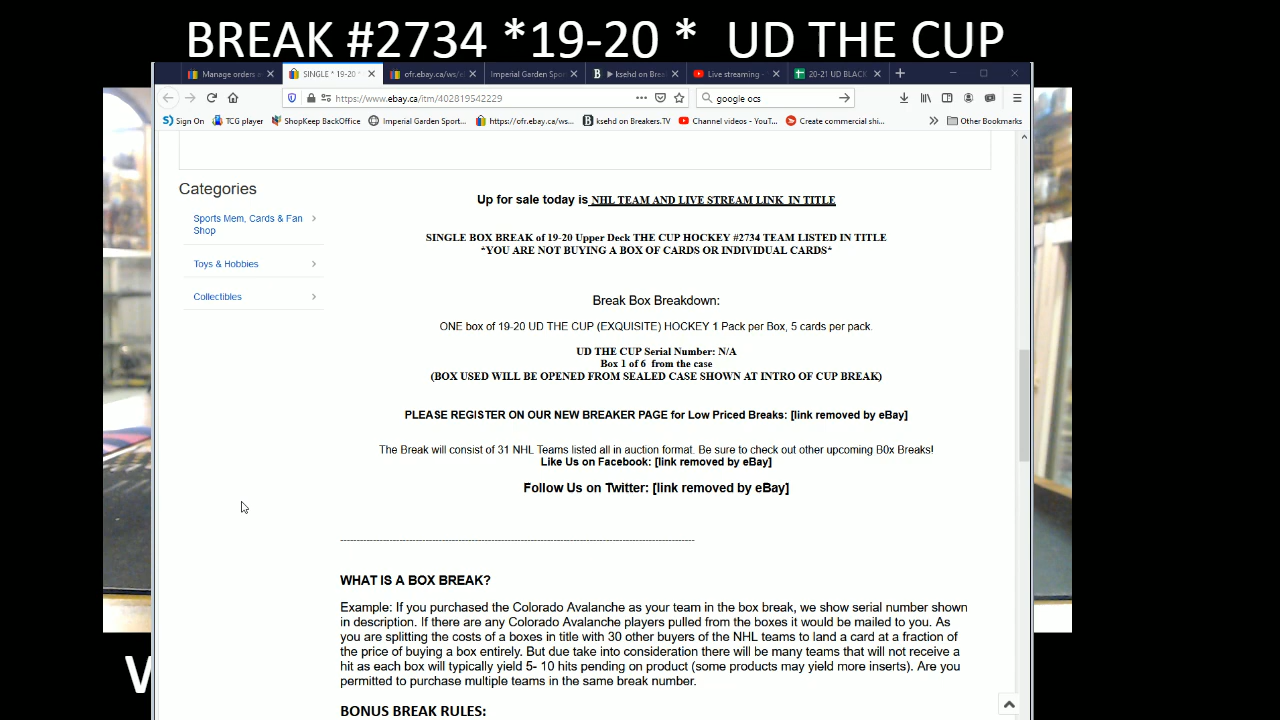 BREAK #2734 *19-20 * UD THE CUP
Manage orders
SINGLE * 19-20
ofr.ebay.ca/ws/e
Imperial Garden Spo
ksehd on Brea
Live streaming -
20-21 UD BLACK
https://www.ebay.ca/itm/402819542229
google ocs
Sign On
TCG player
ShopKeep BackOffice
Imperial Garden Sport...
https://ofr.ebay.ca/ws...
ksehd on Breakers.TV
Channel videos - YouT...
Create commercial shi...
Other Bookmarks
Categories
Sports Mem, Cards & Fan
Shop
Toys & Hobbies
Collectibles
Up for sale today is NHL TEAM AND LIVE STREAM LINK IN TITLE
SINGLE BOX BREAK of 19-20 Upper Deck THE CUP HOCKEY #2734 TEAM LISTED IN TITLE
*YOU ARE NOT BUYING A BOX OF CARDS OR INDIVIDUAL CARDS*
Break Box Breakdown:
ONE box of 19-20 UD THE CUP (EXQUISITE) HOCKEY 1 Pack per Box, 5 cards per pack.
UD THE CUP Serial Number: N/A
Box 1 of 6 from the case
(BOX USED WILL BE OPENED FROM SEALED CASE SHOWN AT INTRO OF CUP BREAK)
PLEASE REGISTER ON OUR NEW BREAKER PAGE for Low Priced Breaks: [link removed by eBay]
The Break will consist of 31 NHL Teams listed all in auction format. Be sure to check out other upcoming B0x Breaks!
Like Us on Facebook: [link removed by eBay]
Follow Us on Twitter: [link removed by eBay]
--------------------------------------------------------------------------------------------
WHAT IS A BOX BREAK?
Example: If you purchased the Colorado Avalanche as your team in the box break, we show serial number shown
in description. If there are any Colorado Avalanche players pulled from the boxes it would be mailed to you. As
you are splitting the costs of a boxes in title with 30 other buyers of the NHL teams to land a card at a fraction of
the price of buying a box entirely. But due take into consideration there will be many teams that will not receive a
hit as each box will typically yield 5- 10 hits pending on product (some products may yield more inserts). Are you
permitted to purchase multiple teams in the same break number.
BONUS BREAK RULES: